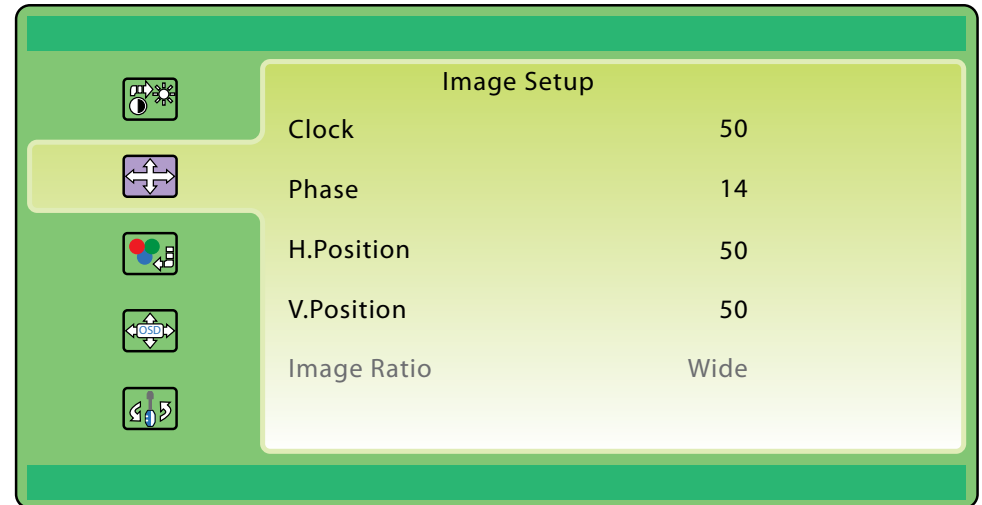 Image Setup
Clock 50
Phase 14
H.Position 50
V.Position 50
OSD
Image Ratio Wide